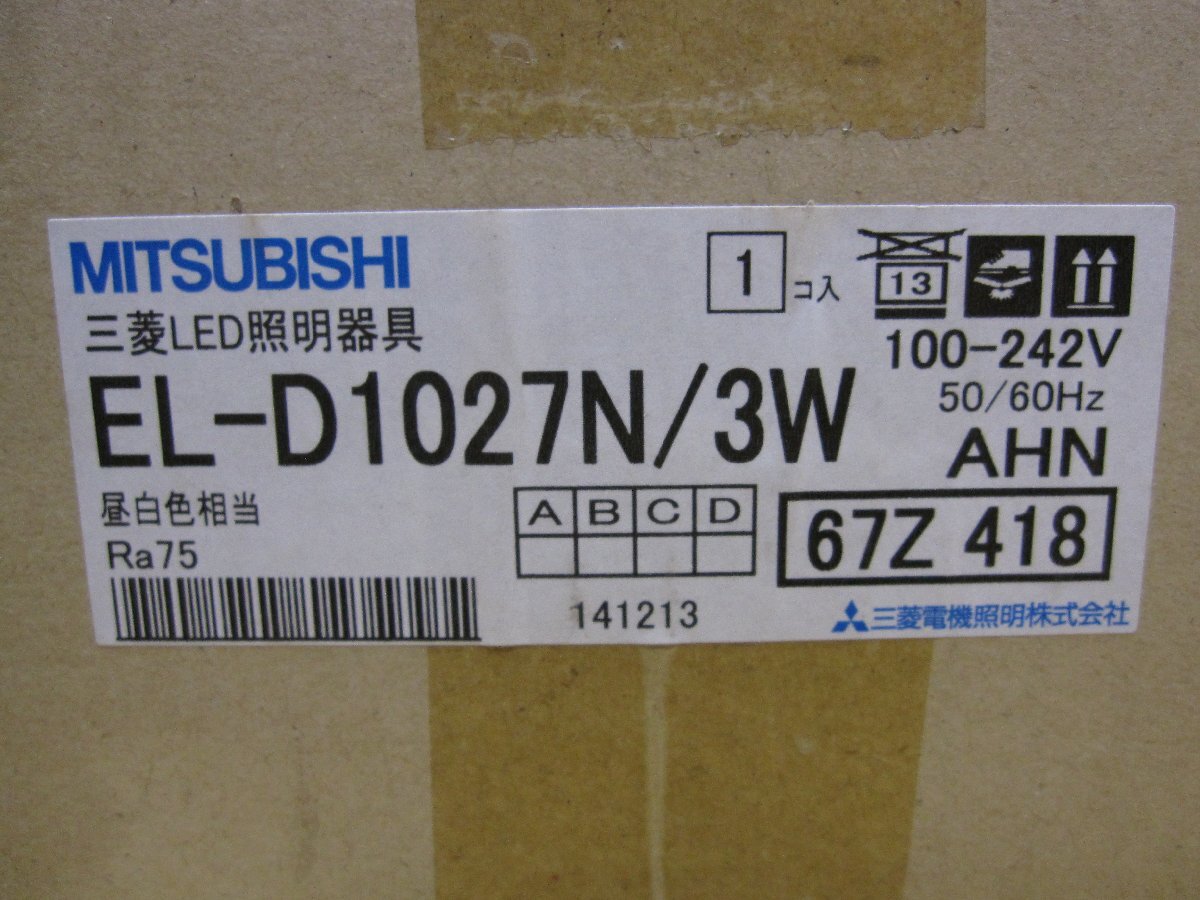 MITSUBISHI
1 コ入
13
三菱LED照明器具
100-242V
EL-D1027N/3W
50/60Hz
AHN
昼白色相当
A B C D
67Z 418
Ra75
141213
三菱電機照明株式会社